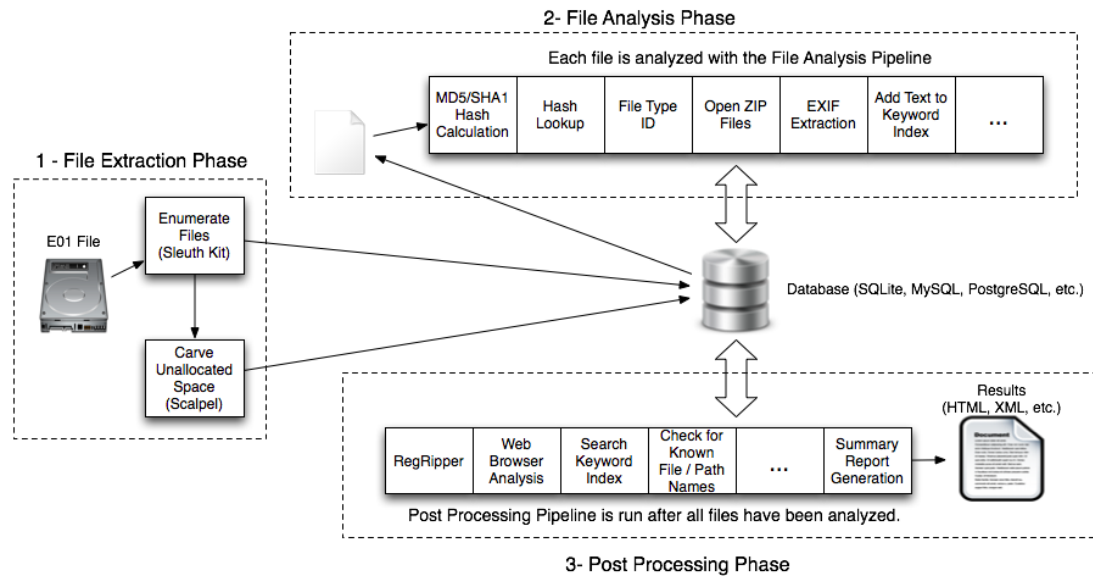 2- File Analysis Phase
Each file is analyzed with the File Analysis Pipeline
MD5/SHA1
Hash
Calculation
Hash
Lookup
File Type
ID
Open ZIP
Files
EXIF
Extraction
Add Text to
Keyword
Index
...
1 - File Extraction Phase
E01 File
Enumerate
Files
(Sleuth Kit)
Carve
Unallocated
Space
(Scalpel)
Database (SQLite, MySQL, PostgreSQL, etc.)
RegRipper
Web
Browser
Analysis
Search
Keyword
Index
Check for
Known
File / Path
Names
...
Summary
Report
Generation
Results
(HTML, XML, etc.)
Document
Post Processing Pipeline is run after all files have been analyzed.
3- Post Processing Phase